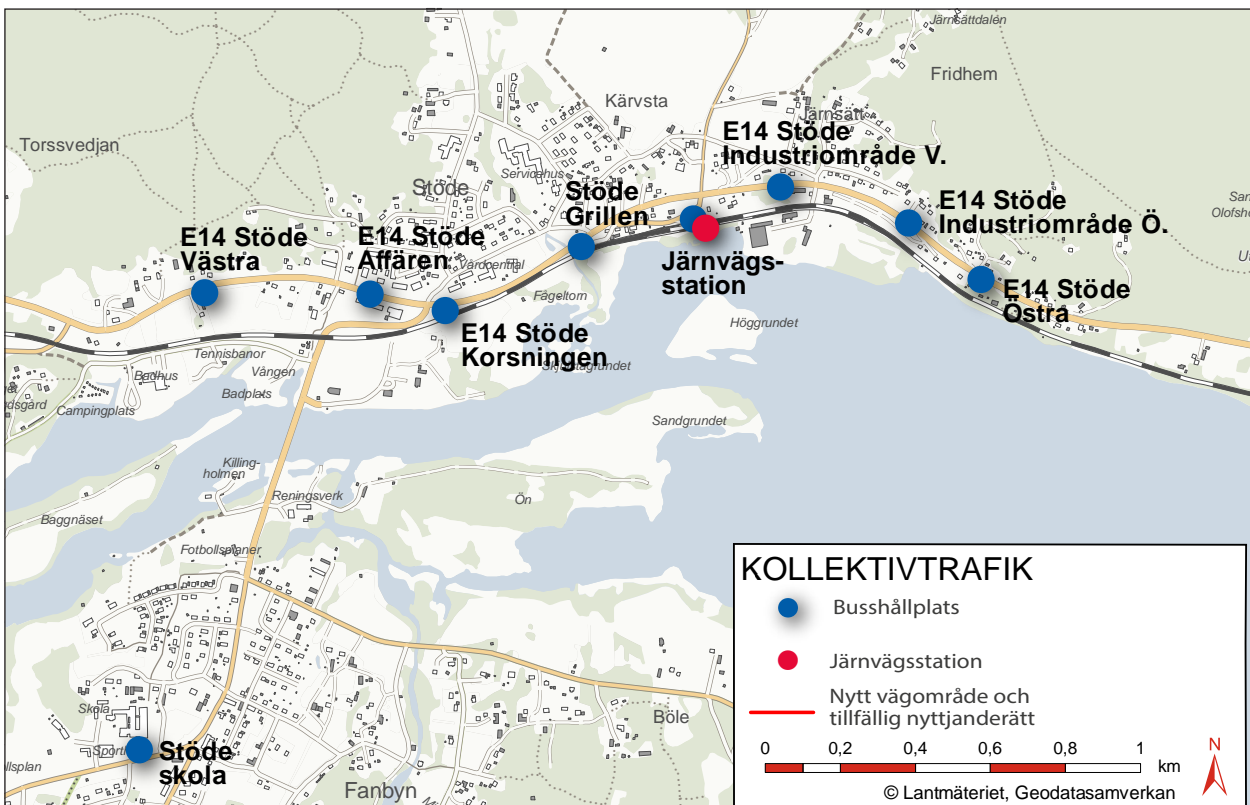 Järnsättdalen
Fridhem
Kärvsta
Järnsätt
Torssvedjan
E14 Stöde
Industriområde V.
Servicehus
Stöde
Stöde
Grillen
E14 Stöde
Industriområde Ö.
E14 Stöde
Västra
E14 Stöde
Affären
Vårdcentral
Järnvägs-
station
E14 Stöde
Östra
Fågeltorn
Höggrundet
E14 Stöde
Korsningen
Tennisbanor
Badhus
Vången
Badplats
Campingplats
Sandgrundet
Killing-
holmen
Reningsverk
Ön
Baggnäset
Fotbollsplaner
Skola
Stöde
skola
Böle
Fanbyn
KOLLEKTIVTRAFIK
Busshållplats
Järnvägsstation
Nytt vägområde och
tillfällig nyttjanderätt
0 0,2 0,4 0,6 0,8 1
km
N
© Lantmäteriet, Geodatasamverkan